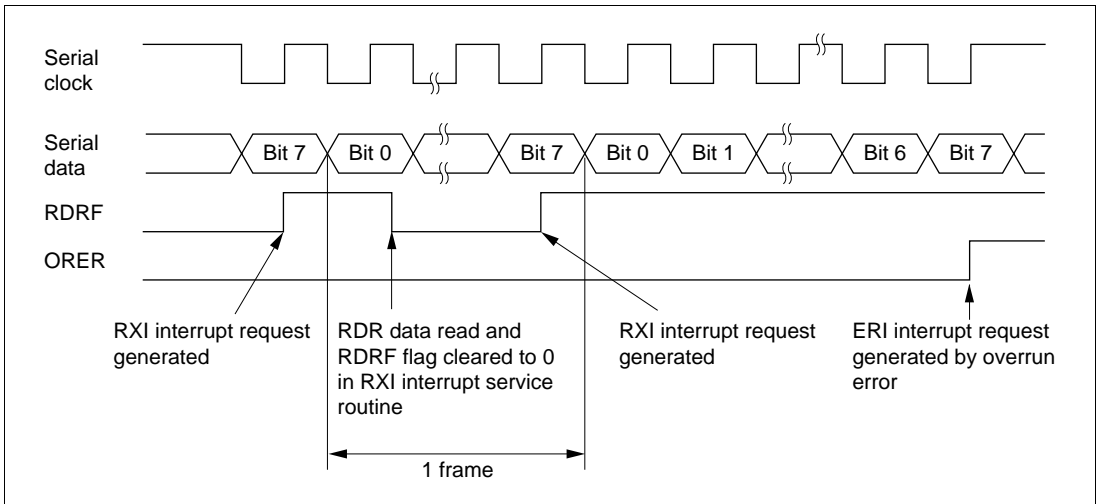 Serial
clock
Serial
data
Bit 7
Bit 0
Bit 7
Bit 0
Bit 1
Bit 6
Bit 7
RDRF
ORER
RXI interrupt request
generated
RDR data read and
RDRF flag cleared to 0
in RXI interrupt service
routine
RXI interrupt request
generated
ERI interrupt request
generated by overrun
error
1 frame